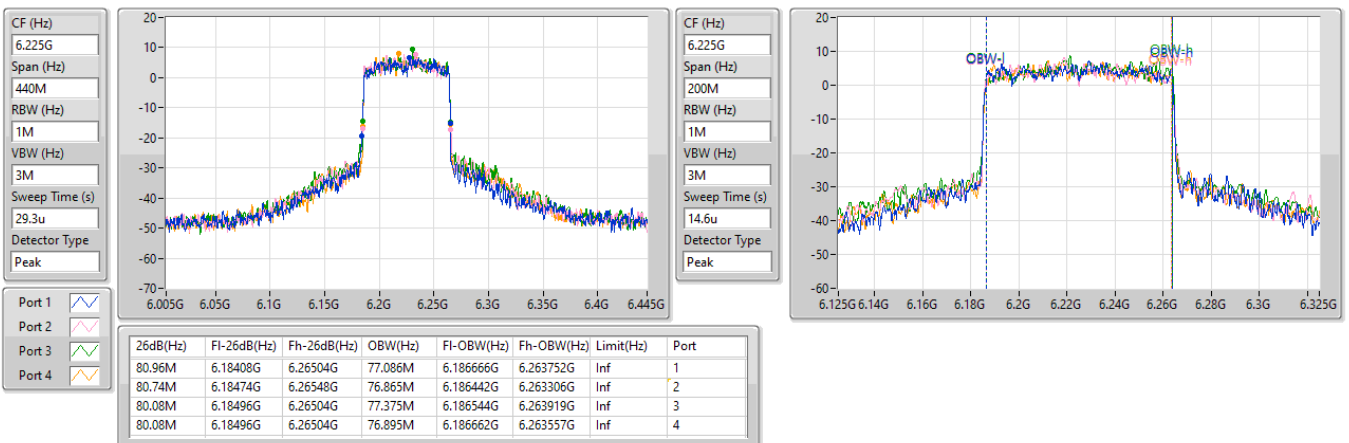 CF (Hz)
6.225G
Span (Hz)
440M
RBW (Hz)
1M
VBW (Hz)
3M
Sweep Time (s)
29.3u
Detector Type
Peak
20-
10-
0-
-10-
-20-
-30-
-40-
-50-
-60-
-70-
6.005G 6.05G 6.1G 6.15G 6.2G 6.25G 6.3G 6.35G 6.4G 6.445G
CF (Hz)
6.225G
Span (Hz)
200M
RBW (Hz)
1M
VBW (Hz)
3M
Sweep Time (s)
14.6u
Detector Type
Peak
20-
10-
0-
-10-
-20-
-30-
-40-
-50-
-60-
OBW-l
OBW-h
OBW-h
6.125G 6.14G 6.16G 6.18G 6.2G 6.22G 6.24G 6.26G 6.28G 6.3G 6.325G
Port 1
Port 2
Port 3
Port 4
26dB(Hz) Fl-26dB(Hz) Fh-26dB(Hz) OBW(Hz) Fl-OBW(Hz) Fh-OBW(Hz) Limit(Hz) Port
80.96M 6.18408G 6.26504G 77.086M 6.186666G 6.263752G Inf 1
80.74M 6.18474G 6.26548G 76.865M 6.186442G 6.263306G Inf 2
80.08M 6.18496G 6.26504G 77.375M 6.186544G 6.263919G Inf 3
80.08M 6.18496G 6.26504G 76.895M 6.186662G 6.263557G Inf 4